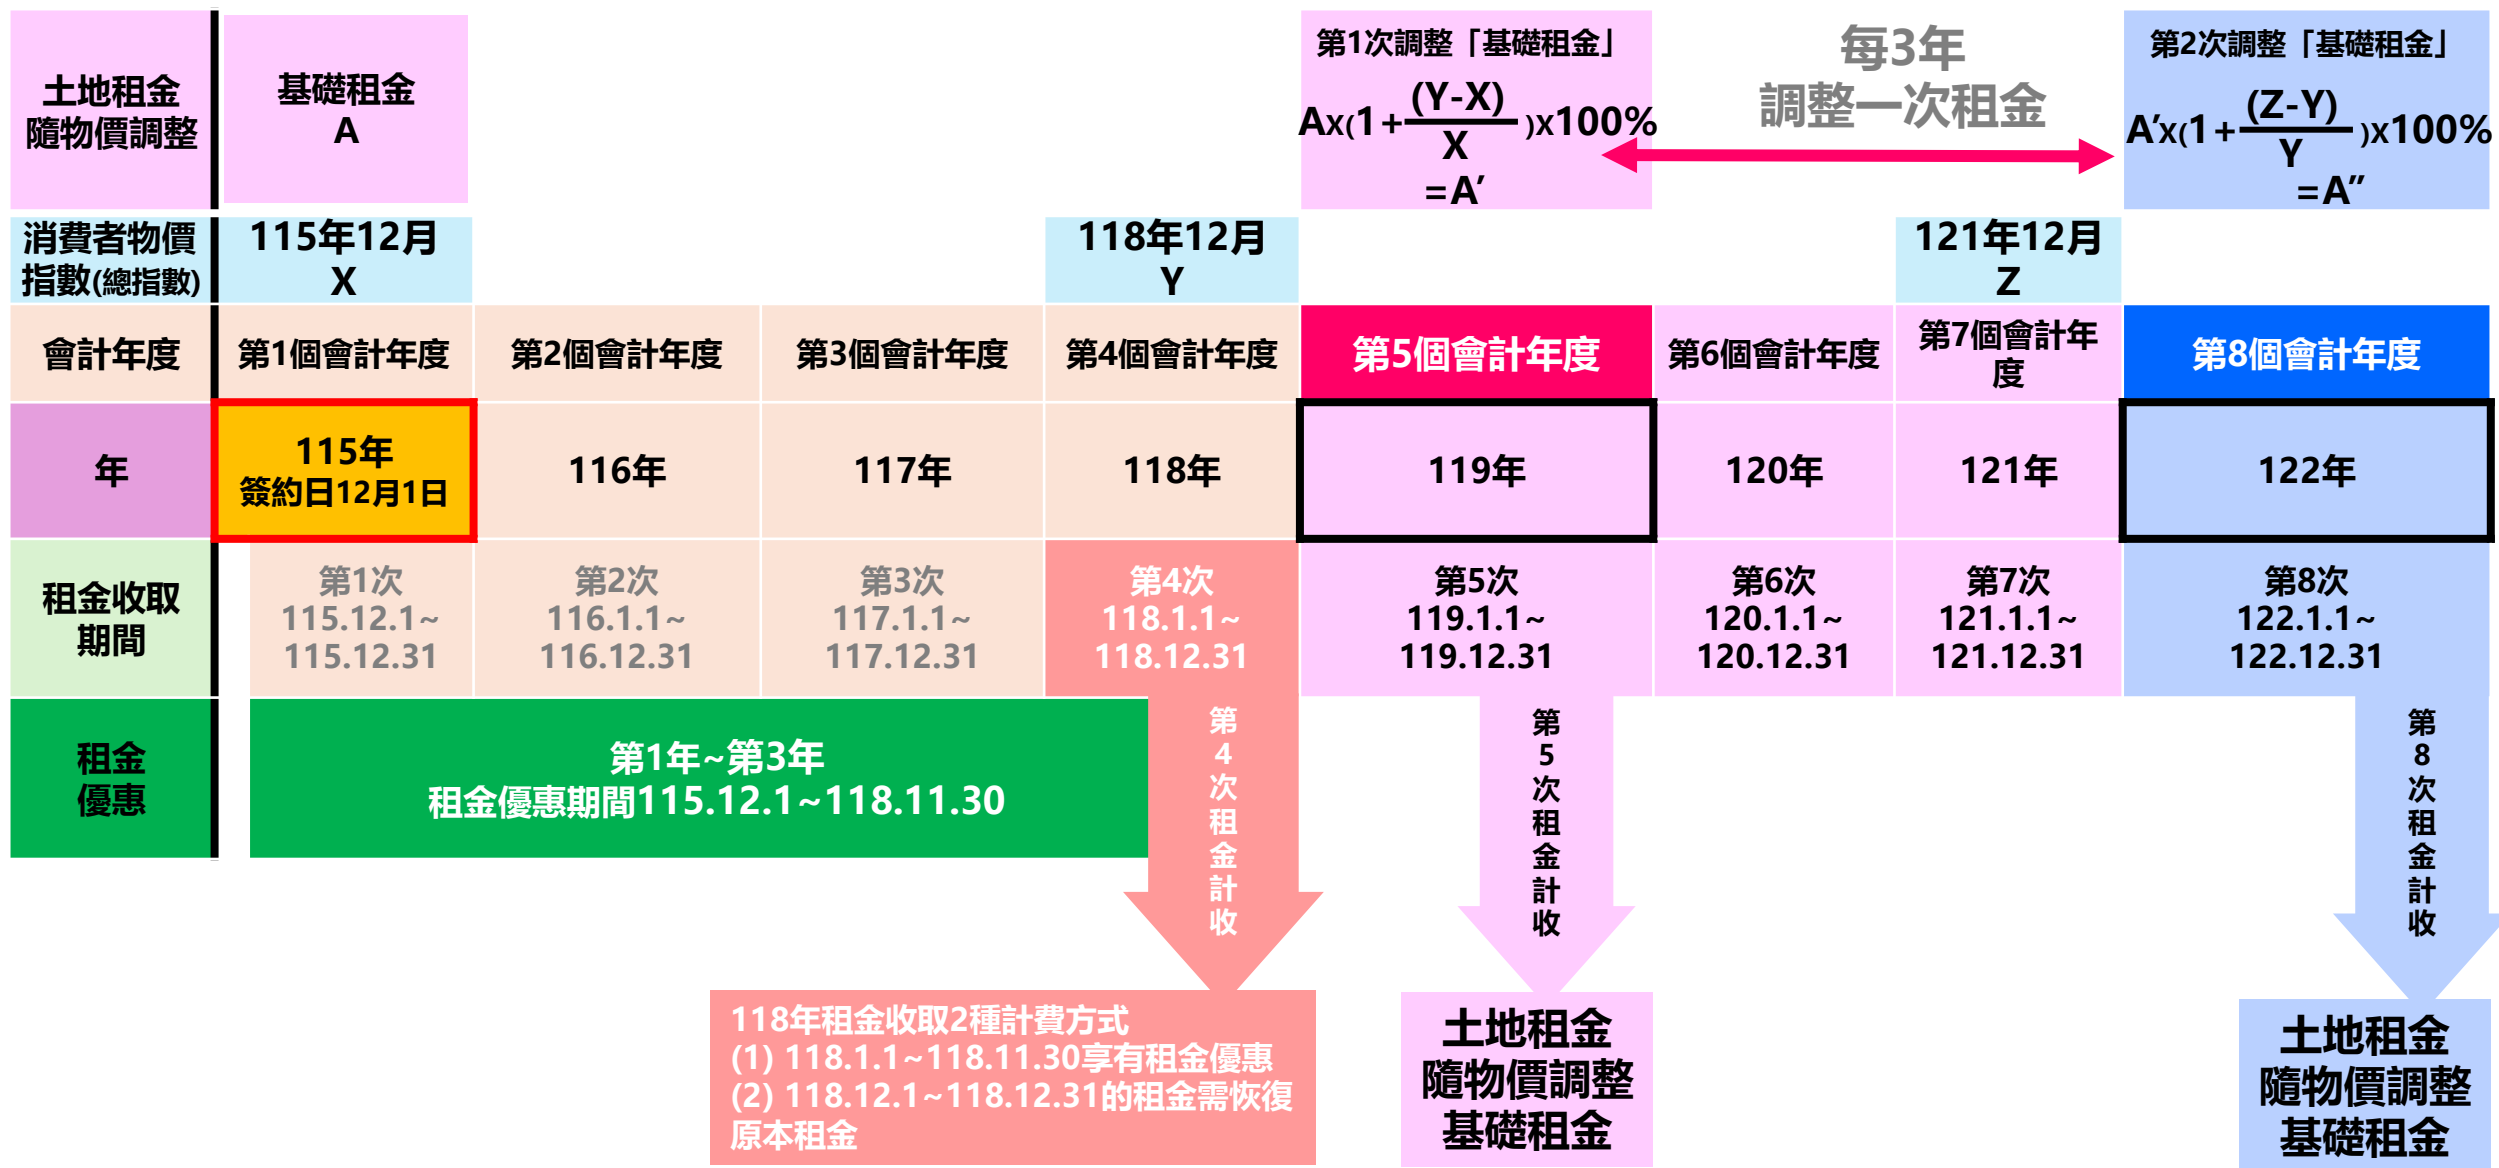 土地租金
隨物價調整
基礎租金
A
第1次調整「基礎租金」
AX(1+(Y-X)/X)X100%
=A′
每3年
調整一次租金
第2次調整「基礎租金」
A′X(1+(Z-Y)/Y)X100%
=A″
消費者物價
指數(總指數)
115年12月
X
118年12月
Y
121年12月
Z
會計年度
第1個會計年度
第2個會計年度
第3個會計年度
第4個會計年度
第5個會計年度
第6個會計年度
第7個會計年
度
第8個會計年度
年
115年
簽約日12月1日
116年
117年
118年
119年
120年
121年
122年
租金收取
期間
第1次
115.12.1~
115.12.31
第2次
116.1.1~
116.12.31
第3次
117.1.1~
117.12.31
第4次
118.1.1~
118.12.31
第5次
119.1.1~
119.12.31
第6次
120.1.1~
120.12.31
第7次
121.1.1~
121.12.31
第8次
122.1.1~
122.12.31
租金
優惠
第1年~第3年
租金優惠期間115.12.1~118.11.30
第4次租金計收
第5次租金計收
第8次租金計收
118年租金收取2種計費方式
(1) 118.1.1~118.11.30享有租金優惠
(2) 118.12.1~118.12.31的租金需恢復
原本租金
土地租金
隨物價調整
基礎租金
土地租金
隨物價調整
基礎租金